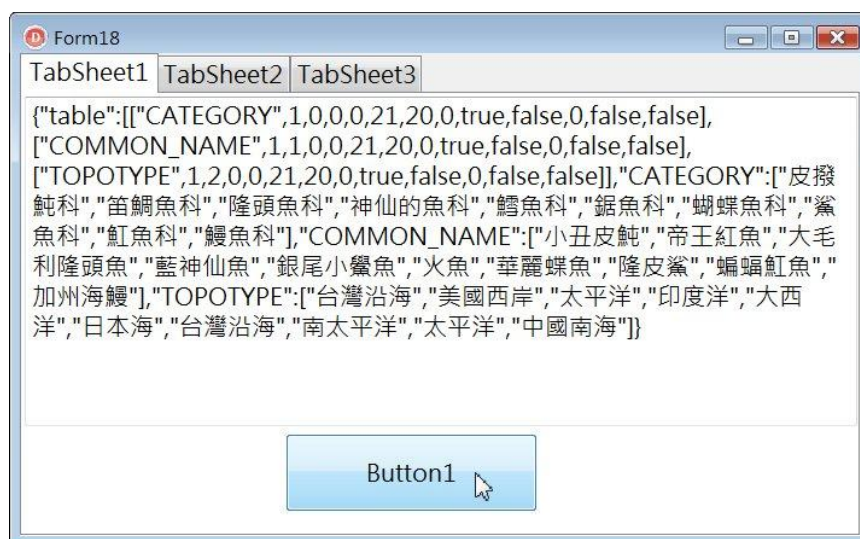 Form18
TabSheet1 TabSheet2 TabSheet3
{"table":[["CATEGORY",1,0,0,0,21,20,0,true,false,0,false,false],
["COMMON_NAME",1,1,0,0,21,20,0,true,false,0,false,false],
["TOPOTYPE",1,2,0,0,21,20,0,true,false,0,false,false]],"CATEGORY":["皮撥
魨科","笛鯛魚科","隆頭魚科","神仙的魚科","鱈魚科","鋸魚科","蝴蝶魚科","鯊
魚科","魟魚科","鰻魚科"],"COMMON_NAME":["小丑皮魨","帝王紅魚","大毛
利隆頭魚","藍神仙魚","銀尾小鱟魚","火魚","華麗蝶魚","隆皮鯊","蝙蝠魟魚","
加州海鰻"],"TOPOTYPE":["台灣沿海","美國西岸","太平洋","印度洋","大西
洋","日本海","台灣沿海","南太平洋","太平洋","中國南海"]}
Button1